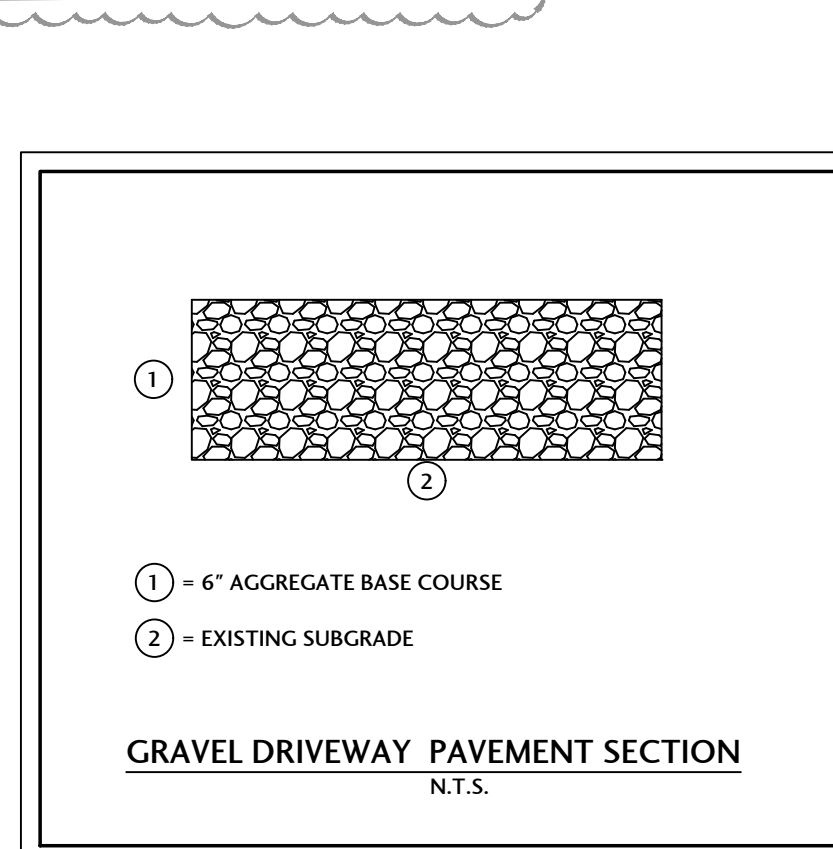 1
2
1 = 6" AGGREGATE BASE COURSE
2 = EXISTING SUBGRADE
GRAVEL DRIVEWAY PAVEMENT SECTION
N.T.S.